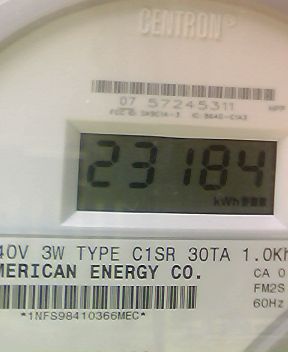 CENTRON®
07 57245311
23184
kWh
40V 3W TYPE C1SR 30TA 1.0Kh
MERICAN ENERGY CO.
CA 0
FM2S
60Hz
*1NFS98410366MEC*